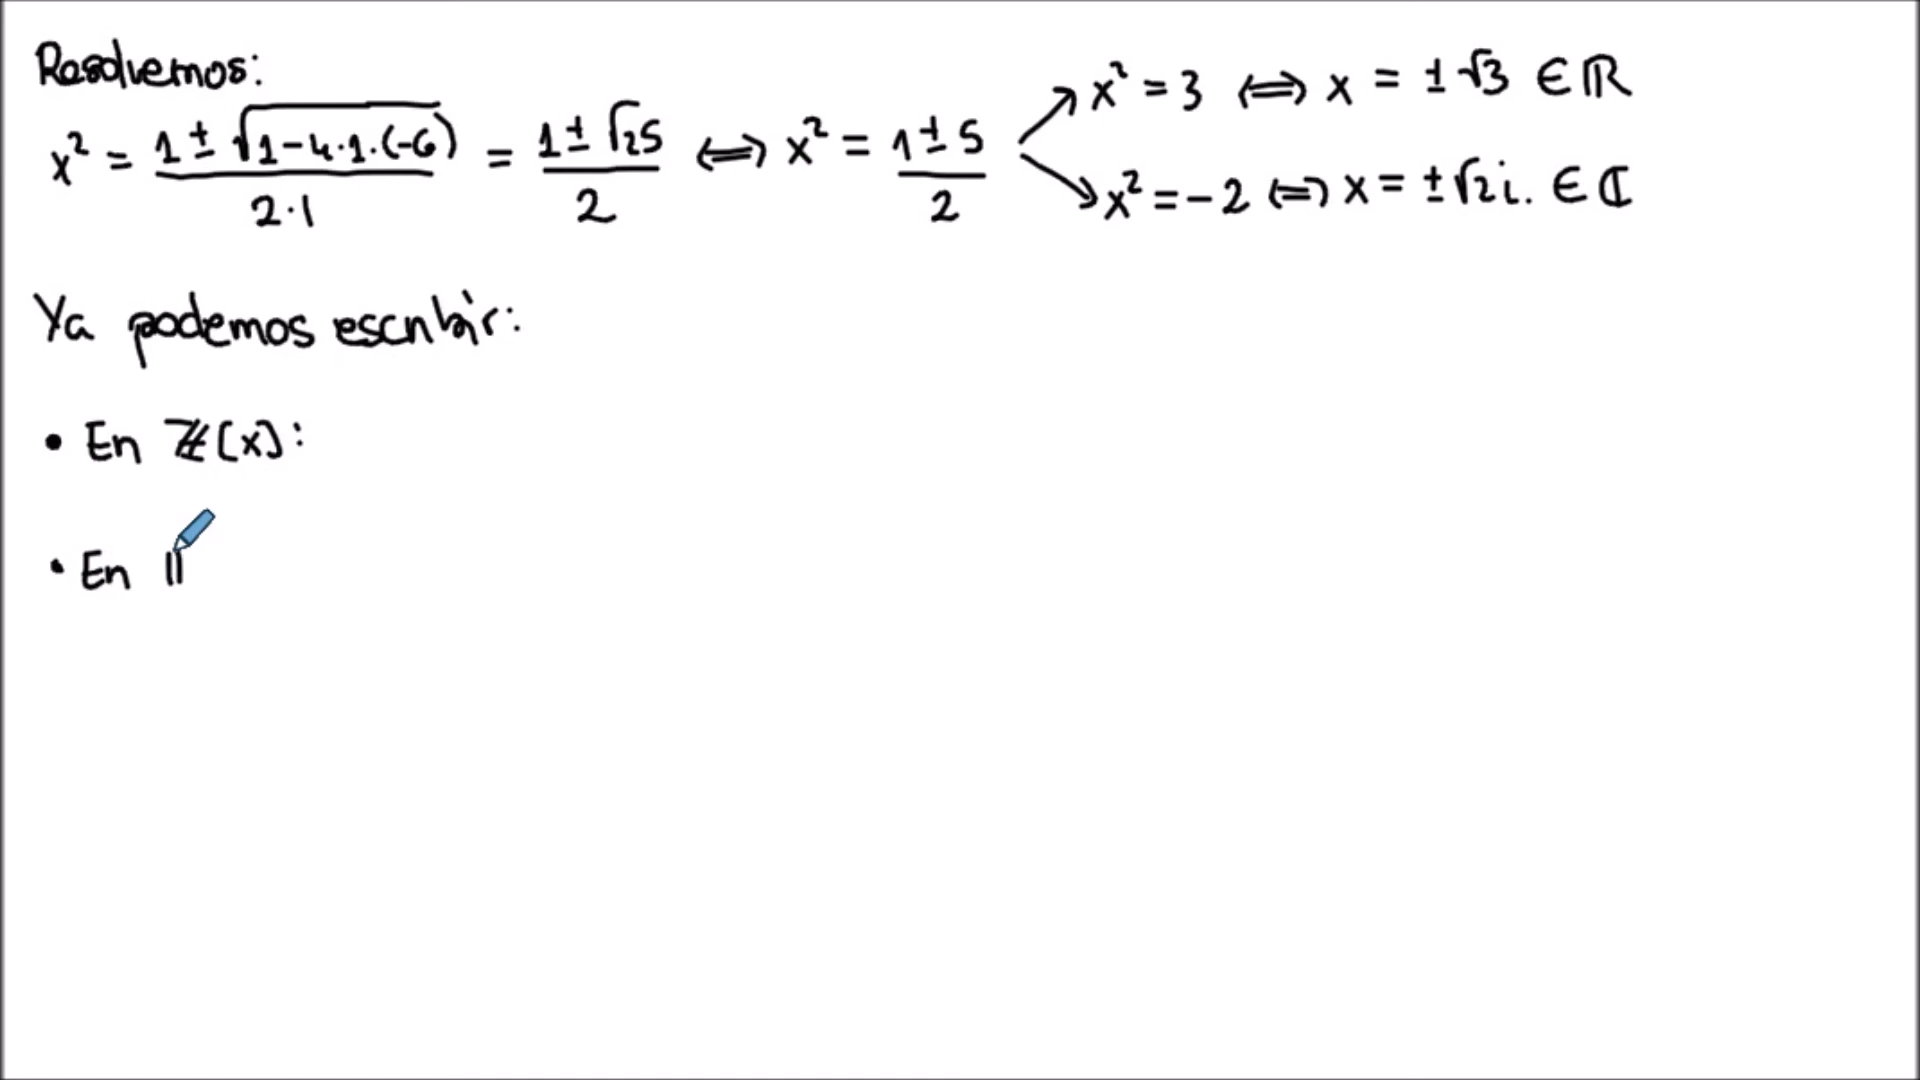 Resolvemos:
x² = (1 ± √(1-4·1·(-6)))/(2·1) = (1 ± √25)/2 ⟺ x² = (1 ± 5)/2
↗ x² = 3 ⟺ x = ± √3 ∈ ℝ
↘ x² = -2 ⟺ x = ± √2 i. ∈ ℂ
Ya podemos escribir:
• En ℤ[x]:
• En ||